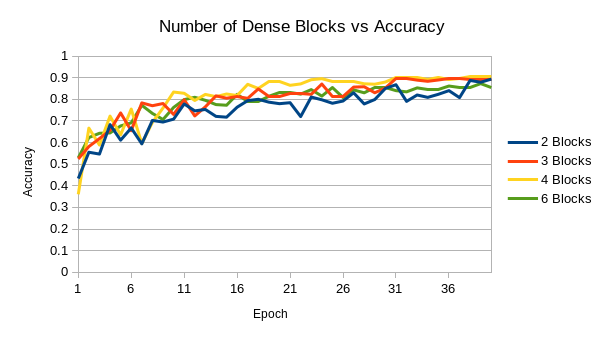 Number of Dense Blocks vs Accuracy
1
0.9
0.8
0.7
0.6
0.5
0.4
0.3
0.2
0.1
0
Accuracy
1 6 11 16 21 26 31 36
Epoch
2 Blocks
3 Blocks
4 Blocks
6 Blocks